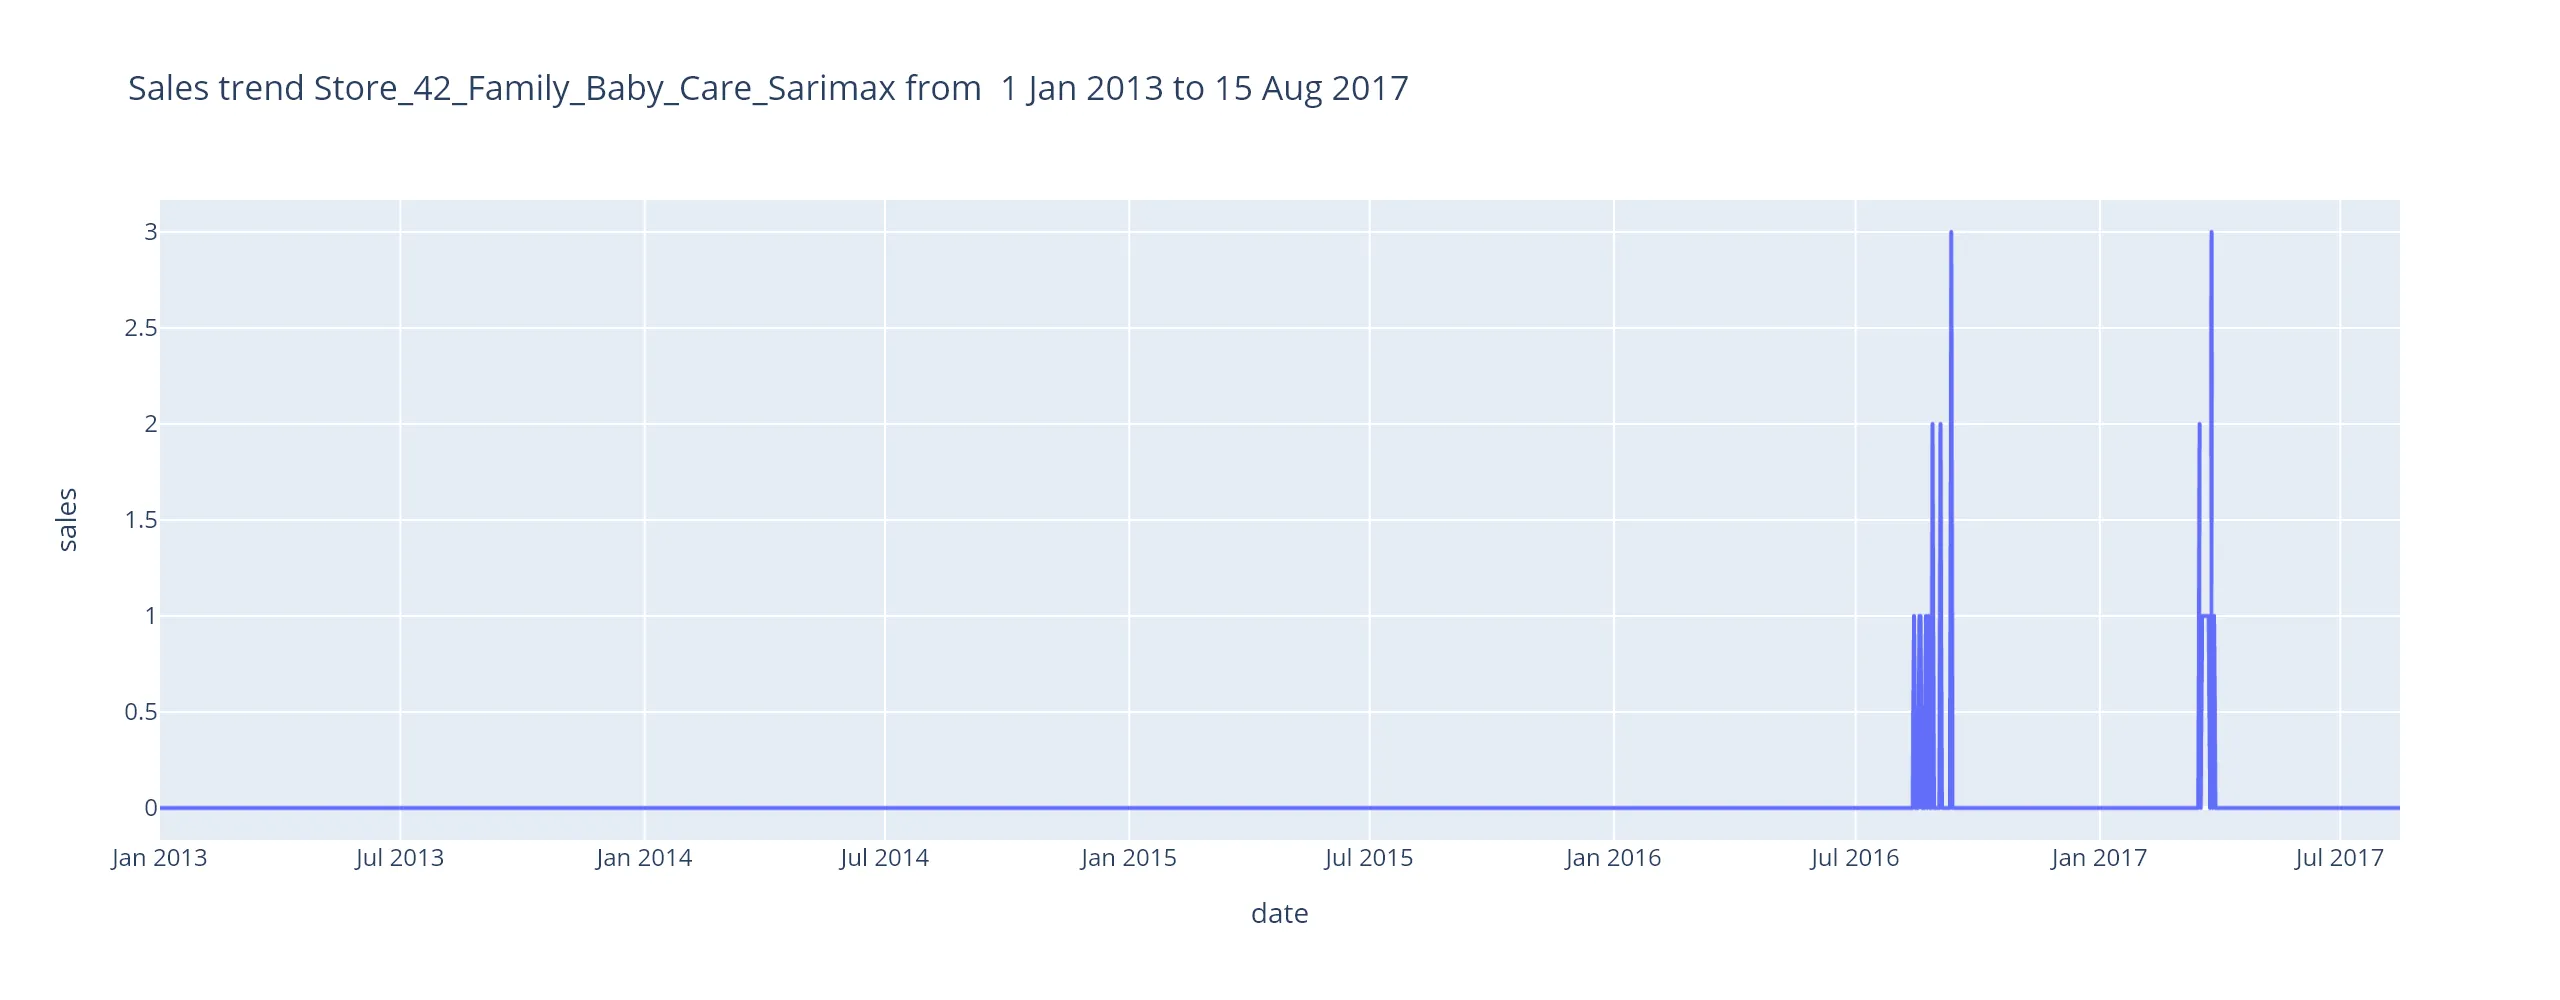 Sales trend Store_42_Family_Baby_Care_Sarimax from  1 Jan 2013 to 15 Aug 2017
3
2.5
2
1.5
1
0.5
0
sales
Jan 2013 Jul 2013 Jan 2014 Jul 2014 Jan 2015 Jul 2015 Jan 2016 Jul 2016 Jan 2017 Jul 2017
date